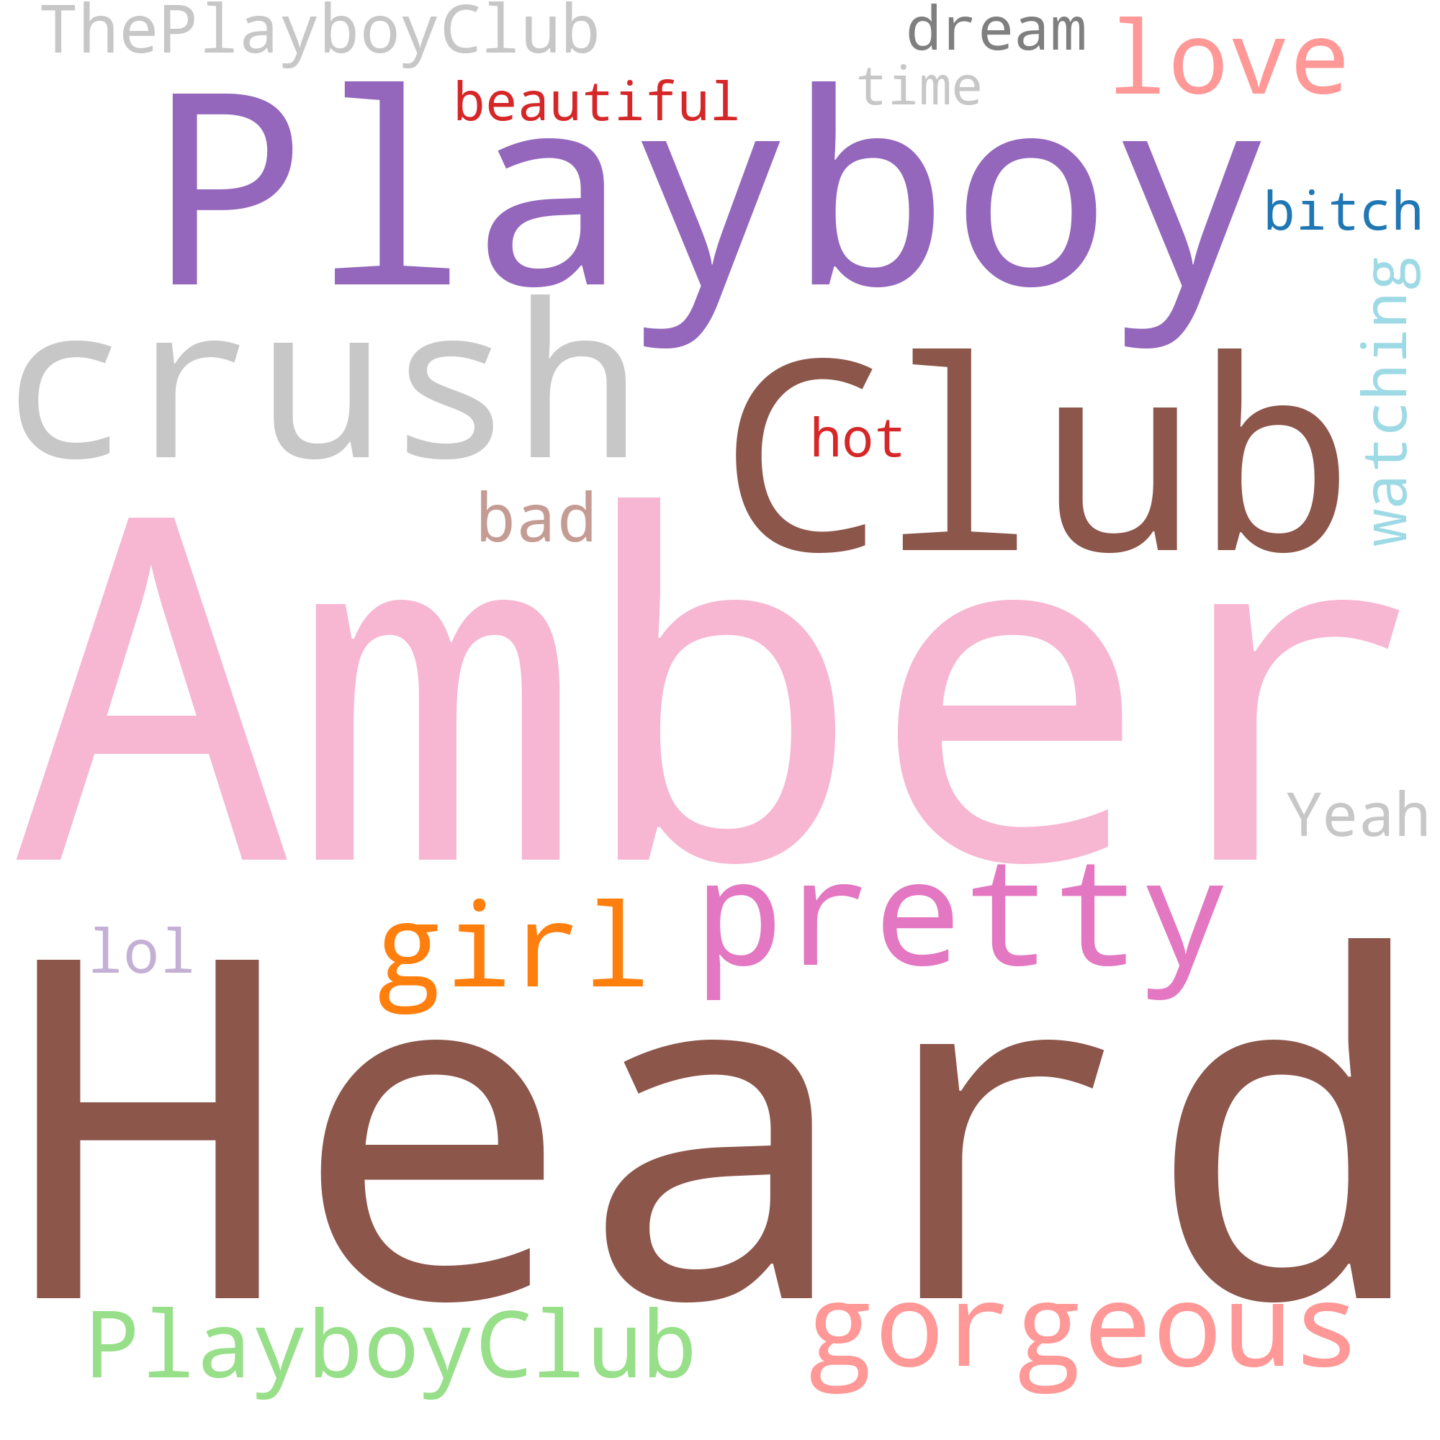 ThePlayboyClub
dream
love
beautiful
time
Playboy
bitch
watching
crush
Club
hot
bad
Amber
Yeah
pretty
girl
lol
Heard
PlayboyClub
gorgeous